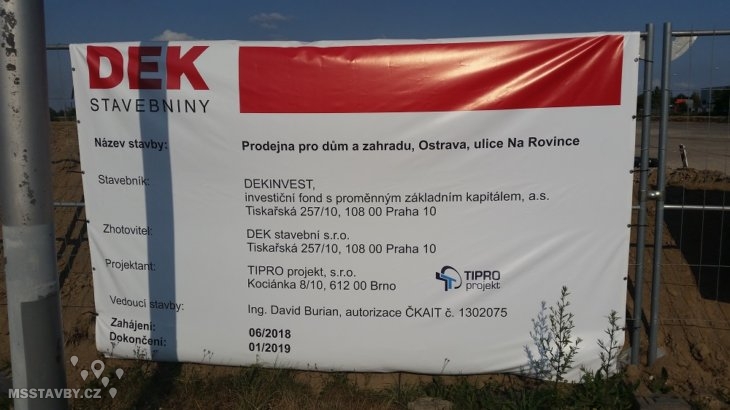 DEK
STAVEBNINY
Název stavby: Prodejna pro dům a zahradu, Ostrava, ulice Na Rovince
Stavebník: DEKINVEST,
investiční fond s proměnným základním kapitálem, a.s.
Tiskařská 257/10, 108 00 Praha 10
Zhotovitel: DEK stavební s.r.o.
Tiskařská 257/10, 108 00 Praha 10
Projektant: TIPRO projekt, s.r.o.
Kociánka 8/10, 612 00 Brno
TIPRO
projekt
Vedoucí stavby: Ing. David Burian, autorizace ČKAIT č. 1302075
Zahájení: 06/2018
Dokončení: 01/2019
MSSTAVBY.CZ